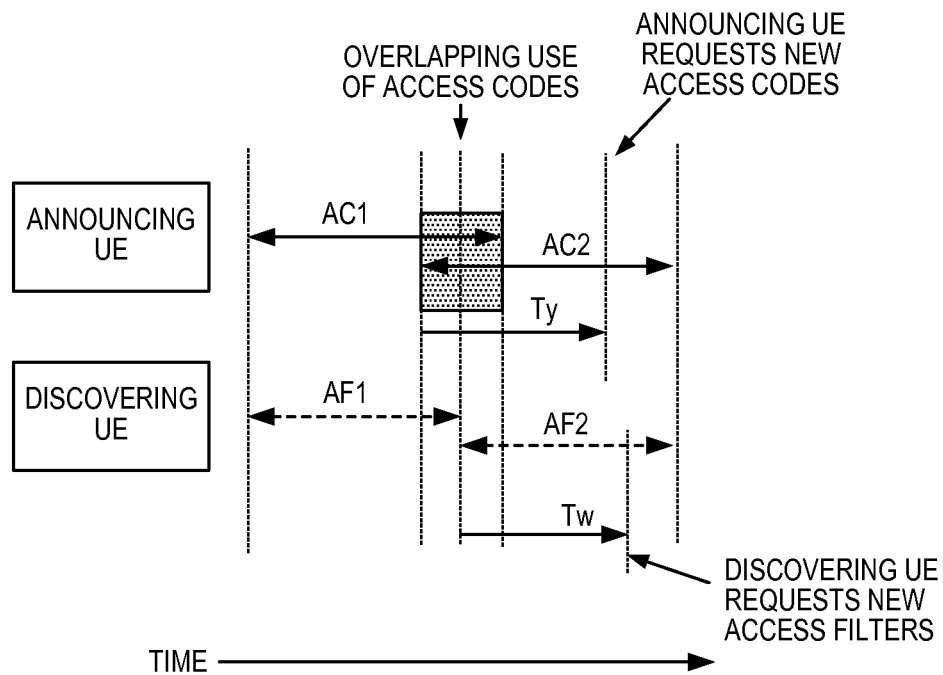 OVERLAPPING USE
OF ACCESS CODES
ANNOUNCING UE
REQUESTS NEW
ACCESS CODES
ANNOUNCING
UE
AC1
AC2
Ty
DISCOVERING
UE
AF1
AF2
Tw
DISCOVERING UE
REQUESTS NEW
ACCESS FILTERS
TIME